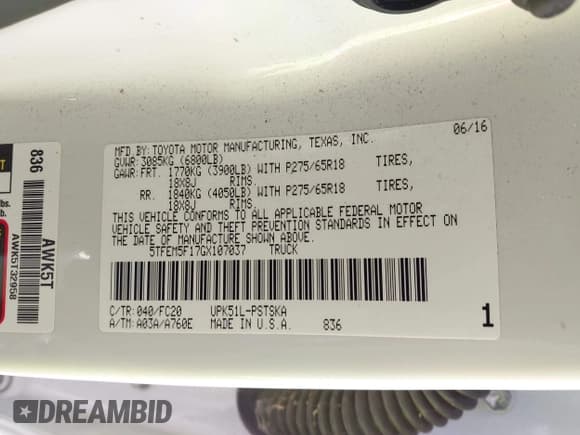 MFD. BY: TOYOTA MOTOR MANUFACTURING, TEXAS, INC. 06/16
GVWR: 3085KG (6800LB)
GAWR: FRT. 1770KG (3900LB) WITH P275/65R18 TIRES,
18X8J RIMS
RR. 1840KG (4050LB) WITH P275/65R18 TIRES,
18X8J RIMS
THIS VEHICLE CONFORMS TO ALL APPLICABLE FEDERAL MOTOR
VEHICLE SAFETY AND THEFT PREVENTION STANDARDS IN EFFECT ON
THE DATE OF MANUFACTURE SHOWN ABOVE.
5TFEM5F17GX107037 TRUCK
C/TR: 040/FC20 UPK51L-PSTSKA
A/TM: A03A/A760E MADE IN U.S.A. 836 1
836
AWK5T
AWK5T32958
lbs.
lb.
DREAMBID